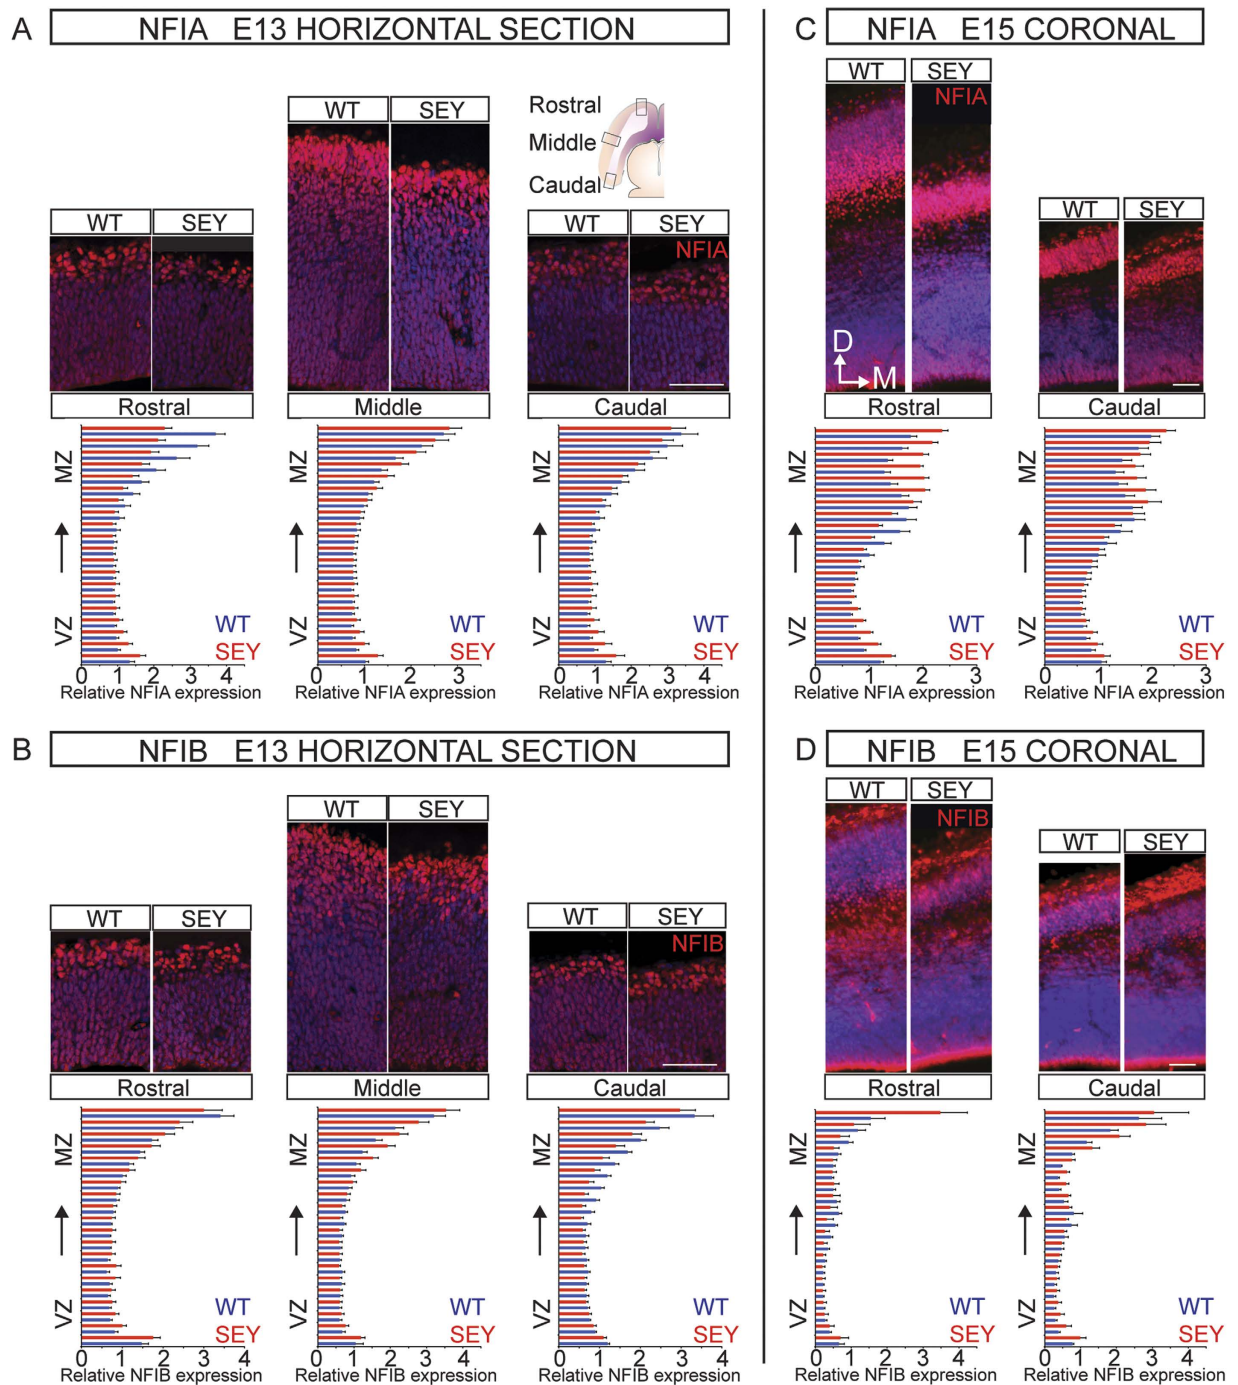 A NFIA E13 HORIZONTAL SECTION
WT SEY
Rostral
Middle
Caudal
WT SEY
WT SEY
NFIA
Rostral
Middle
Caudal
MZ
VZ
WT
SEY
0 1 2 3 4
Relative NFIA expression
MZ
VZ
WT
SEY
0 1 2 3
Relative NFIA expression
MZ
VZ
WT
SEY
0 1 2 3 4
Relative NFIA expression
B NFIB E13 HORIZONTAL SECTION
WT SEY
WT SEY
WT SEY
NFIB
Rostral
Middle
Caudal
MZ
VZ
WT
SEY
0 1 2 3 4
Relative NFIB expression
MZ
VZ
WT
SEY
0 1 2 3 4
Relative NFIB expression
MZ
VZ
WT
SEY
0 1 2 3 4
Relative NFIB expression
C NFIA E15 CORONAL
WT SEY
NFIA
WT SEY
D
M
Rostral
Caudal
MZ
VZ
WT
SEY
0 1 2 3
Relative NFIA expression
MZ
VZ
WT
SEY
0 1 2 3
Relative NFIA expression
D NFIB E15 CORONAL
WT SEY
NFIB
WT SEY
Rostral
Caudal
MZ
VZ
WT
SEY
0 1 2 3 4
Relative NFIB expression
MZ
VZ
WT
SEY
0 1 2 3 4
Relative NFIB expression